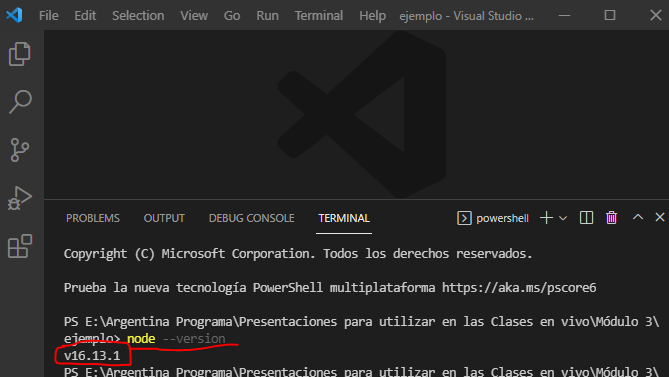 File Edit Selection View Go Run Terminal Help ejemplo - Visual Studio ...
PROBLEMS OUTPUT DEBUG CONSOLE TERMINAL powershell
Copyright (C) Microsoft Corporation. Todos los derechos reservados.
Prueba la nueva tecnología PowerShell multiplataforma https://aka.ms/pscore6
PS E:\Argentina Programa\Presentaciones para utilizar en las Clases en vivo\Módulo 3\
ejemplo> node --version
v16.13.1
PS E:\Argentina Programa\Presentaciones para utilizar en las Clases en vivo\Módulo 3\